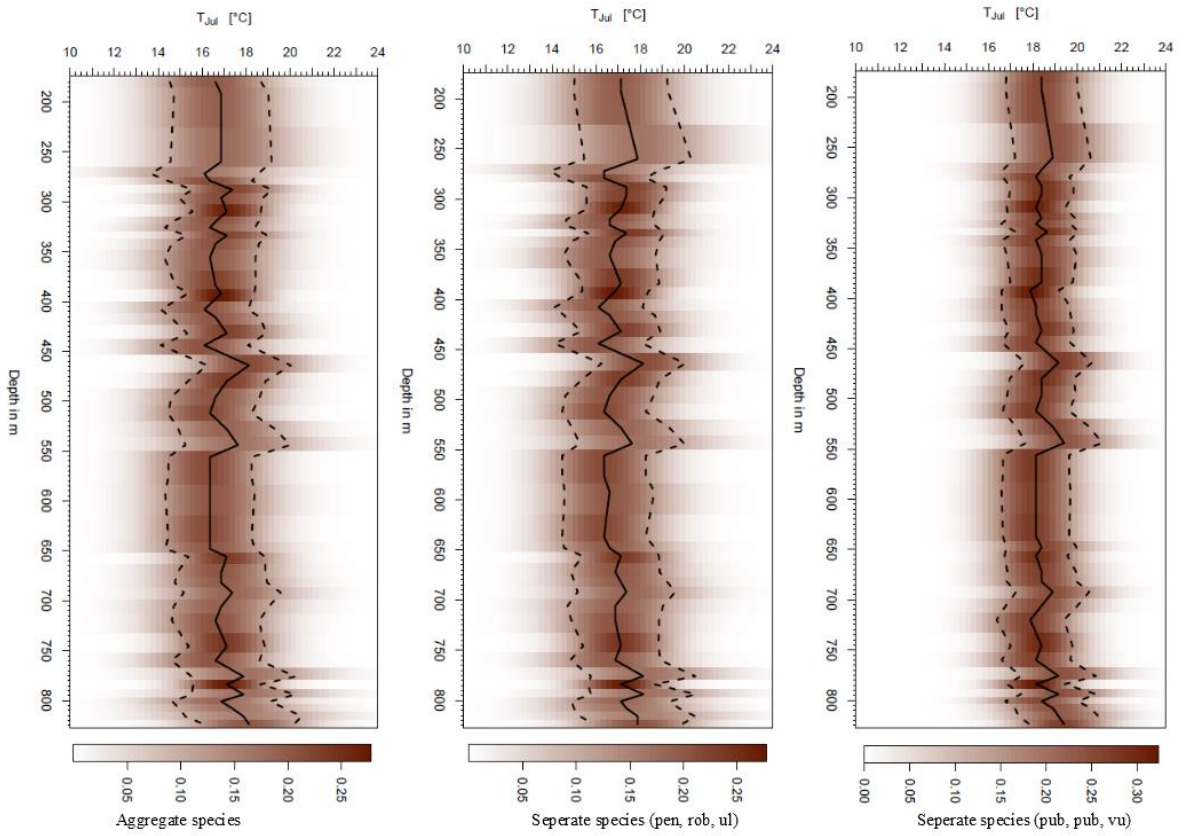 T_Jul [°C]
10 12 14 16 18 20 22 24
200 250 300 350 400 450 500 550 600 650 700 750 800
Depth in m
0.05 0.10 0.15 0.20 0.25
Aggregate species
T_Jul [°C]
10 12 14 16 18 20 22 24
200 250 300 350 400 450 500 550 600 650 700 750 800
Depth in m
0.05 0.10 0.15 0.20 0.25
Seperate species (pen, rob, ul)
T_Jul [°C]
10 12 14 16 18 20 22 24
200 250 300 350 400 450 500 550 600 650 700 750 800
Depth in m
0.00 0.05 0.10 0.15 0.20 0.25 0.30
Seperate species (pub, pub, vu)